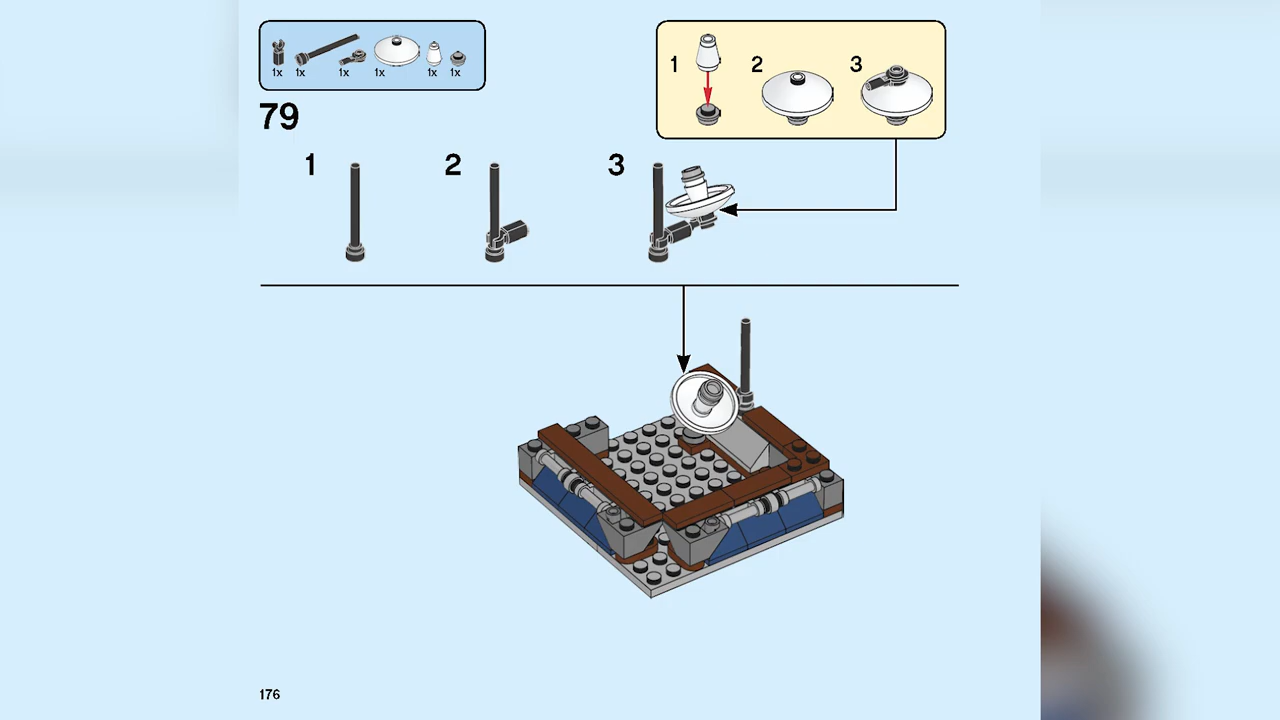 1x 1x 1x 1x 1x 1x
79
1 2 3
1 2 3
176